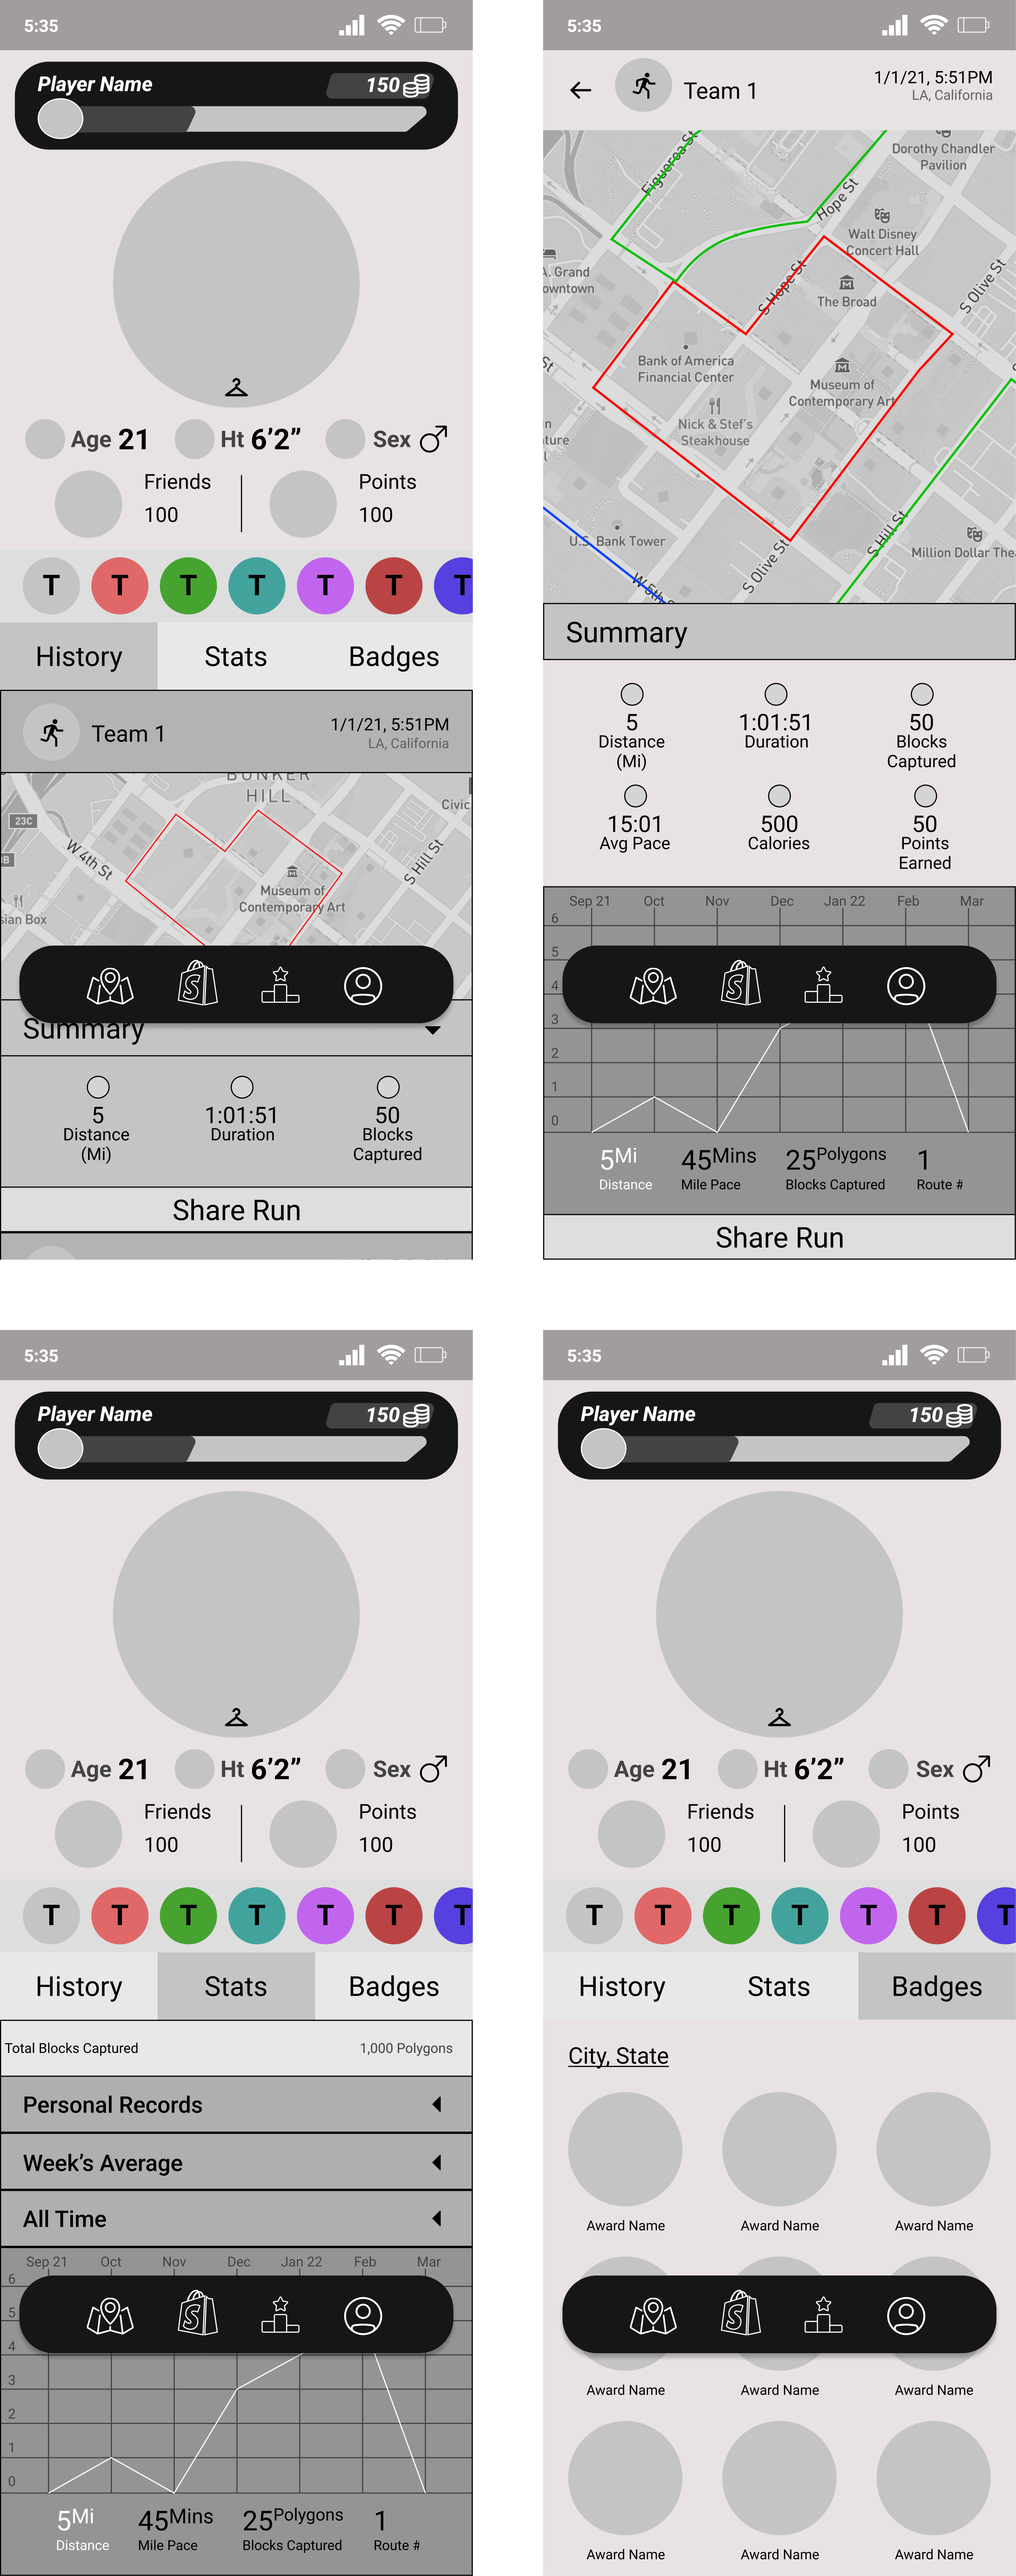 5:35
Player Name
150
Age 21
Ht 6’2”
Sex
Friends
100
Points
100
T T T T T T T
History
Stats
Badges
Team 1
1/1/21, 5:51PM
LA, California
BUNKER
HILL
Civic
23C
W 4th St
S Hill St
Museum of
Contemporary Art
sian Box
Summary
5
Distance
(Mi)
1:01:51
Duration
50
Blocks
Captured
Share Run
5:35
Team 1
1/1/21, 5:51PM
LA, California
Figueroa St
Dorothy Chandler
Pavilion
Hope St
Walt Disney
Concert Hall
A. Grand
owntown
S Hope St
The Broad
S Olive St
St
Bank of America
Financial Center
Museum of
Contemporary Art
Nick & Stef's
Steakhouse
n
ture
U.S. Bank Tower
S Hill St
Million Dollar Thea
S Olive St
W 5th S
Summary
5
Distance
(Mi)
1:01:51
Duration
50
Blocks
Captured
15:01
Avg Pace
500
Calories
50
Points
Earned
Sep 21 Oct Nov Dec Jan 22 Feb Mar
6
5
4
3
2
1
0
5Mi
Distance
45Mins
Mile Pace
25Polygons
Blocks Captured
1
Route #
Share Run
5:35
Player Name
150
Age 21
Ht 6’2”
Sex
Friends
100
Points
100
T T T T T T T
History
Stats
Badges
Total Blocks Captured
1,000 Polygons
Personal Records
Week’s Average
All Time
Sep 21 Oct Nov Dec Jan 22 Feb Mar
6
5
4
3
2
1
0
5Mi
Distance
45Mins
Mile Pace
25Polygons
Blocks Captured
1
Route #
5:35
Player Name
150
Age 21
Ht 6’2”
Sex
Friends
100
Points
100
T T T T T T T
History
Stats
Badges
City, State
Award Name
Award Name
Award Name
Award Name
Award Name
Award Name
Award Name
Award Name
Award Name